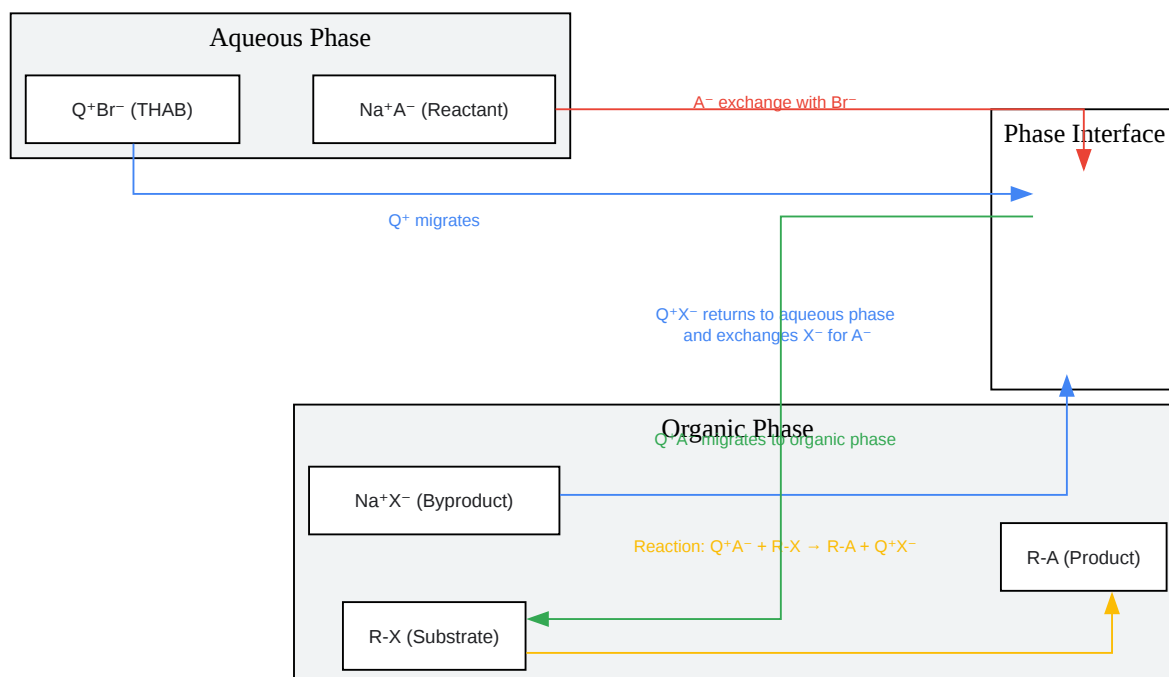 Aqueous Phase
Q⁺Br⁻ (THAB)
Na⁺A⁻ (Reactant)
A⁻ exchange with Br⁻
Phase Interface
Q⁺ migrates
Q⁺X⁻ returns to aqueous phase
and exchanges X⁻ for A⁻
Organic Phase
Q⁺A⁻ migrates to organic phase
Na⁺X⁻ (Byproduct)
Reaction: Q⁺A⁻ + R-X → R-A + Q⁺X⁻
R-A (Product)
R-X (Substrate)